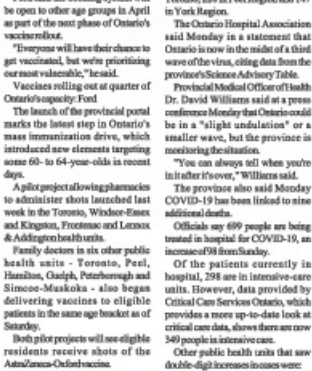 be open to other age groups in April
as part of the next phase of Ontario's
vaccine rollout.
"Everyone will have their chance to
get vaccinated, but we're prioritizing
our most vulnerable," he said.
Vaccines rolling out at quarter of
Ontario's capacity: Ford
The launch of the provincial portal
marks the latest step in Ontario's
mass immunization drive, which
introduced new elements targeting
some 60- to 64-year-olds in recent
days.
A pilot project allowing pharmacies
to administer shots launched last
week in the Toronto, Windsor-Essex
and Kingston, Frontenac and Lennox
& Addington health units.
Family doctors in six other public
health units - Toronto, Peel,
Hamilton, Guelph, Peterborough and
Simcoe-Muskoka - also began
delivering vaccines to eligible
patients in the same age bracket as of
Saturday.
Both pilot projects will see eligible
residents receive shots of the
AstraZeneca-Oxford vaccine.
in York Region.
The Ontario Hospital Association
said Monday in a statement that
Ontario is now in the midst of a third
wave of the virus, citing data from the
province's Science Advisory Table.
Provincial Medical Officer of Health
Dr. David Williams said at a press
conference Monday that Ontario could
be in a "slight undulation" or a
smaller wave, but the province is
monitoring the situation.
"You can always tell when you're
in it after it's over," Williams said.
The province also said Monday
COVID-19 has been linked to nine
additional deaths.
Officials say 699 people are being
treated in hospital for COVID-19, an
increase of 98 from Sunday.
Of the patients currently in
hospital, 298 are in intensive-care
units. However, data provided by
Critical Care Services Ontario, which
provides a more up-to-date look at
critical care data, shows there are now
349 people in intensive care.
Other public health units that saw
double-digit increases in cases were: